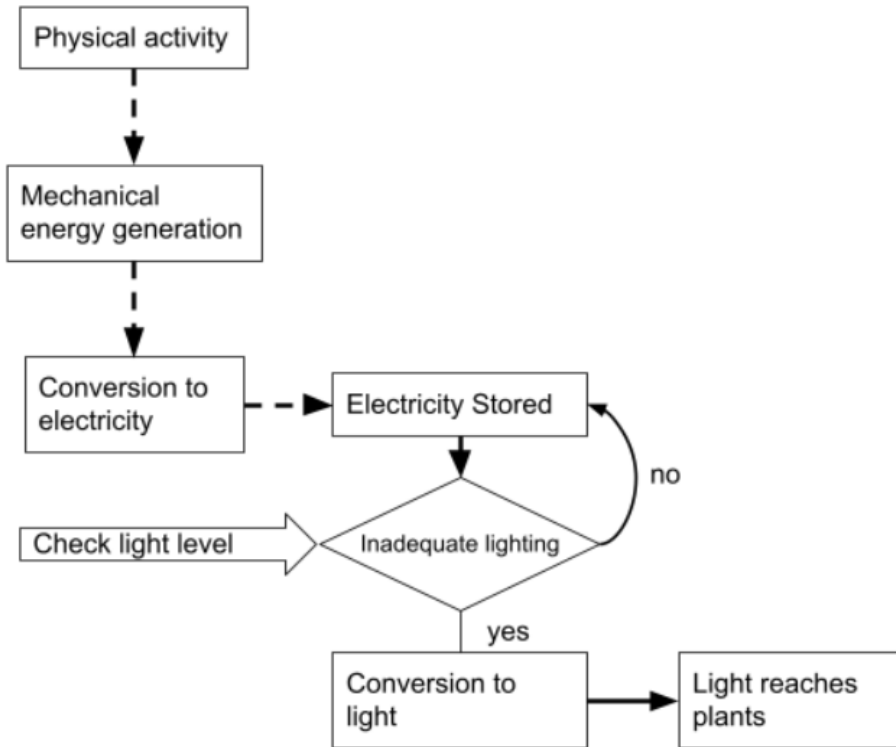 Physical activity
Mechanical
energy generation
Conversion to
electricity
Electricity Stored
no
Check light level
Inadequate lighting
yes
Conversion to
light
Light reaches
plants